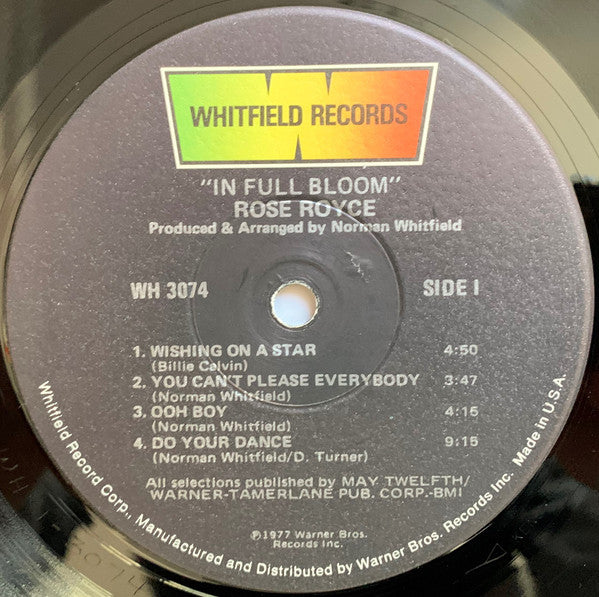 WHITFIELD RECORDS
"IN FULL BLOOM"
ROSE ROYCE
Produced & Arranged by Norman Whitfield
WH 3074
SIDE I
1. WISHING ON A STAR 4:50
(Billie Calvin)
2. YOU CAN'T PLEASE EVERYBODY 3:47
(Norman Whitfield)
3. OOH BOY 4:15
(Norman Whitfield)
4. DO YOUR DANCE 9:15
(Norman Whitfield/D. Turner)
All selections published by MAY TWELFTH/
WARNER-TAMERLANE PUB. CORP.-BMI
℗1977 Warner Bros.
Records Inc.
Whitfield Record Corp., Manufactured and Distributed by Warner Bros. Records Inc. Made in U.S.A.